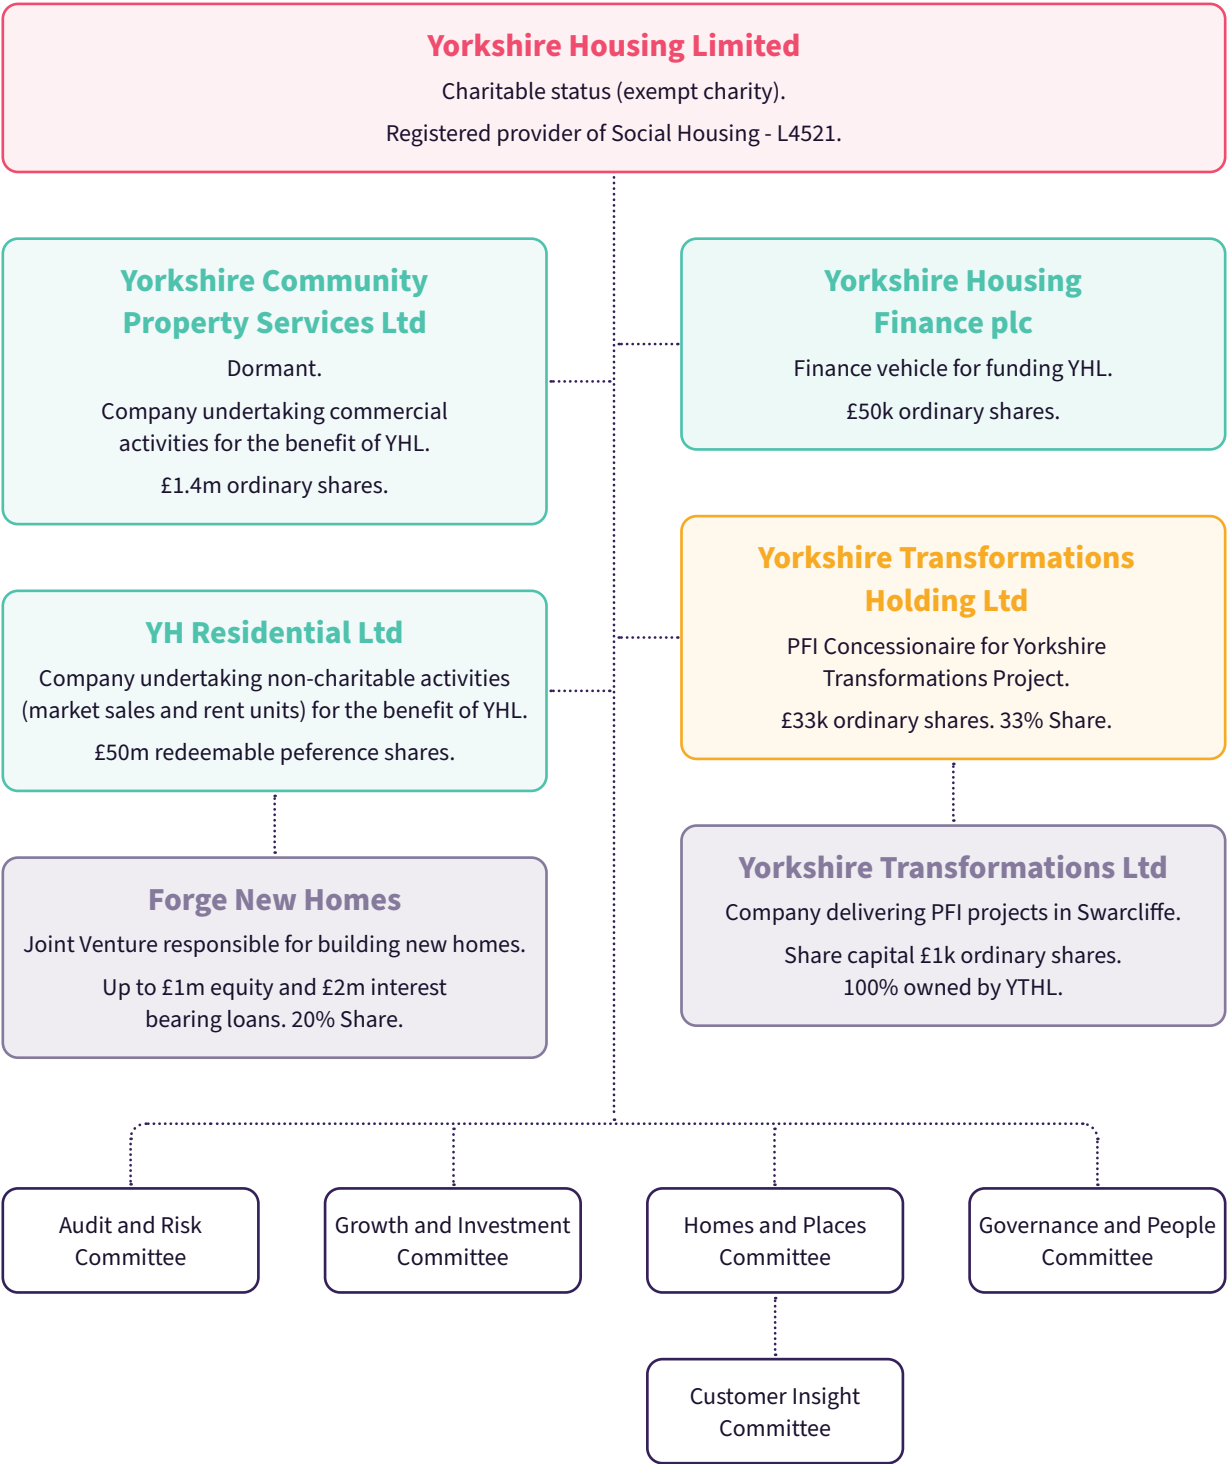 Yorkshire Housing Limited
Charitable status (exempt charity).
Registered provider of Social Housing - L4521.
Yorkshire Community
Property Services Ltd
Dormant.
Company undertaking commercial
activities for the benefit of YHL.
£1.4m ordinary shares.
Yorkshire Housing
Finance plc
Finance vehicle for funding YHL.
£50k ordinary shares.
YH Residential Ltd
Company undertaking non-charitable activities
(market sales and rent units) for the benefit of YHL.
£50m redeemable peference shares.
Yorkshire Transformations
Holding Ltd
PFI Concessionaire for Yorkshire
Transformations Project.
£33k ordinary shares. 33% Share.
Forge New Homes
Joint Venture responsible for building new homes.
Up to £1m equity and £2m interest
bearing loans. 20% Share.
Yorkshire Transformations Ltd
Company delivering PFI projects in Swarcliffe.
Share capital £1k ordinary shares.
100% owned by YTHL.
Audit and Risk
Committee
Growth and Investment
Committee
Homes and Places
Committee
Governance and People
Committee
Customer Insight
Committee